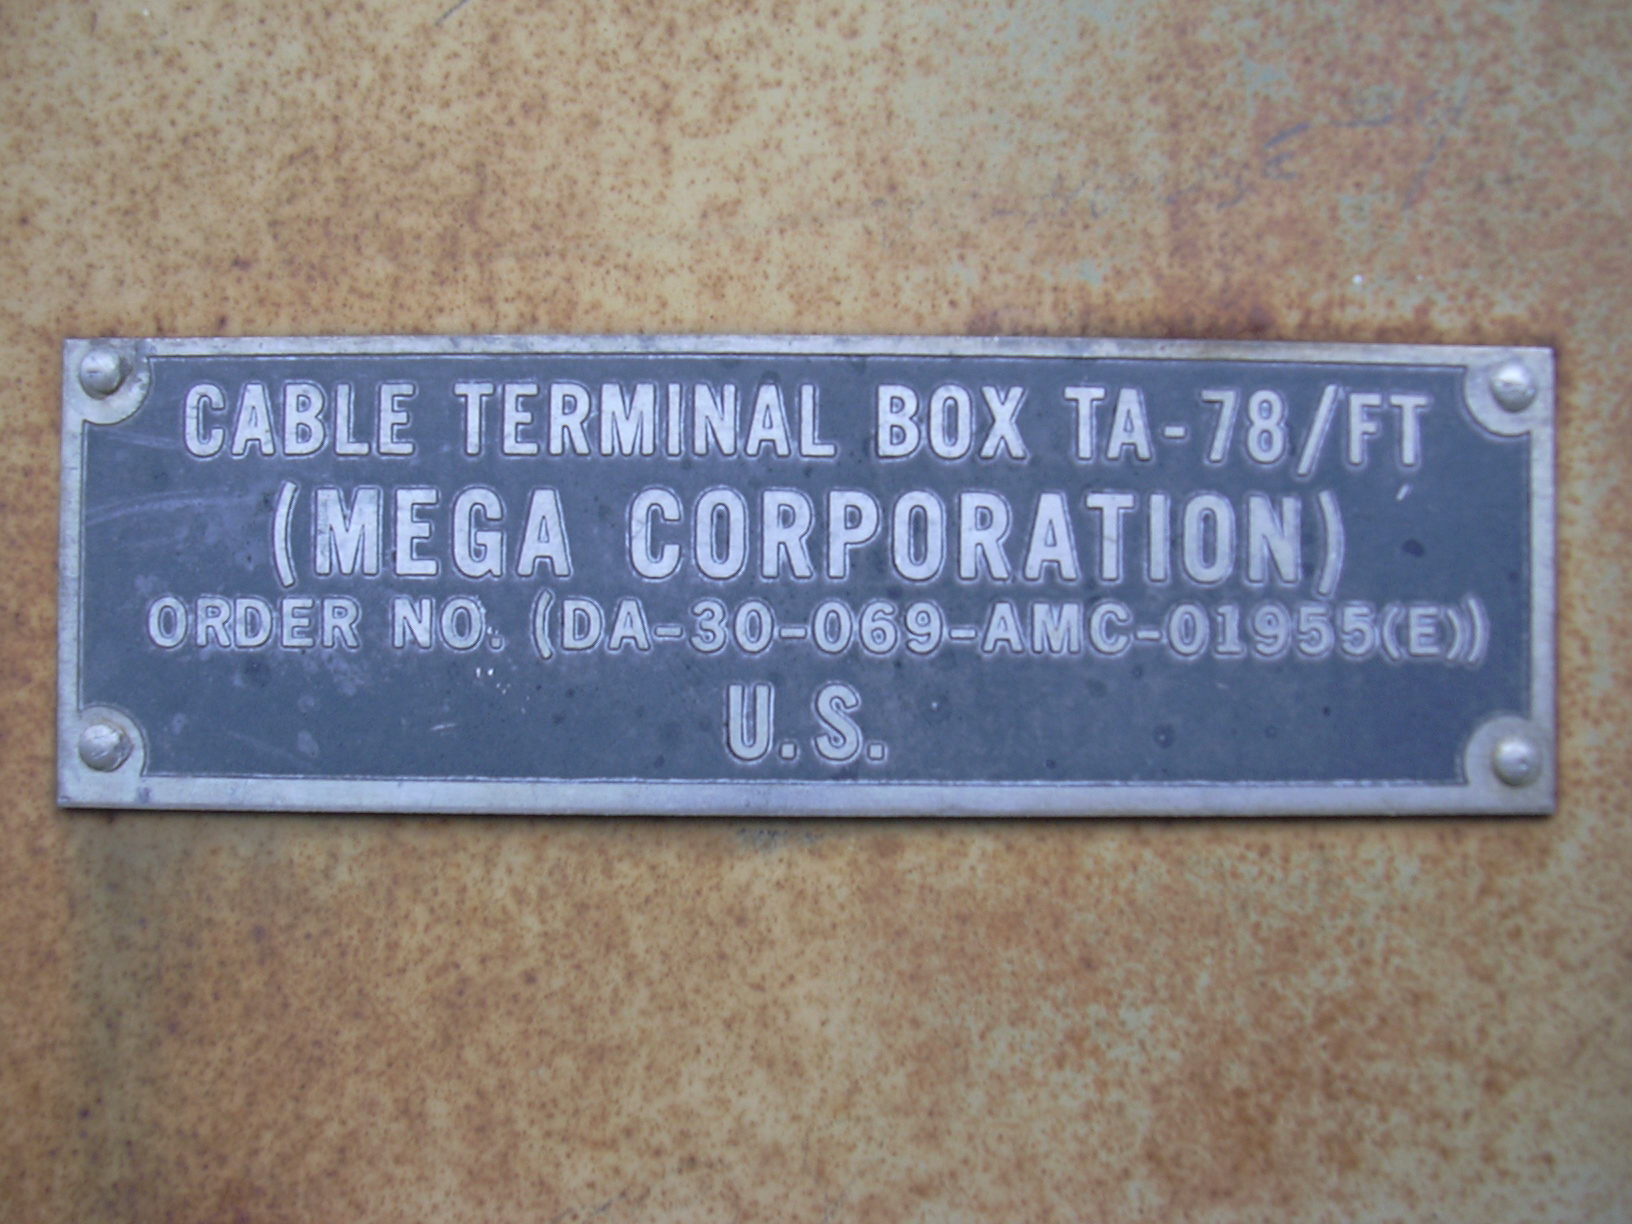 CABLE TERMINAL BOX TA-78/FT
(MEGA CORPORATION)
ORDER NO. (DA-30-069-AMC-01955(E))
U.S.